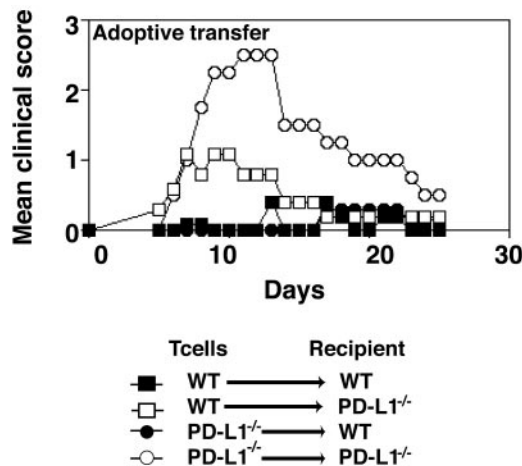 Adoptive transfer
Mean clinical score
3
2
1
0
0 10 20 30
Days
Tcells Recipient
WT WT
WT PD-L1-/-
PD-L1-/- WT
PD-L1-/- PD-L1-/-